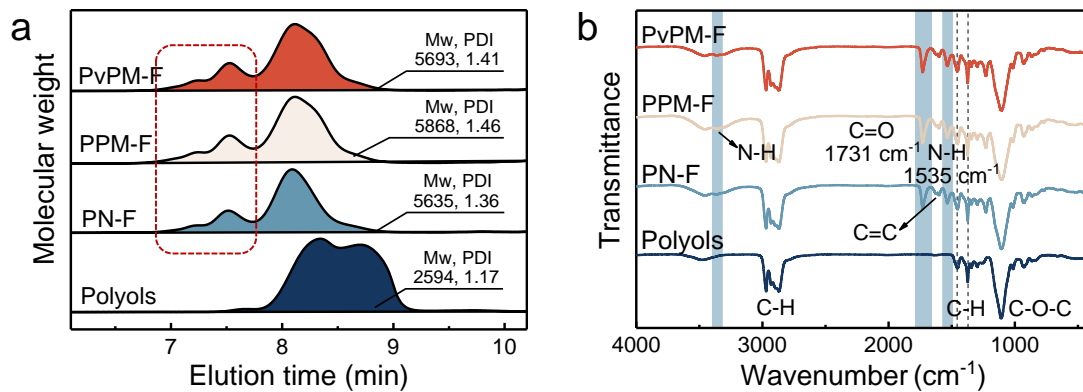 a
Molecular weight
PvPM-F
Mw, PDI
5693, 1.41
PPM-F
Mw, PDI
5868, 1.46
PN-F
Mw, PDI
5635, 1.36
Polyols
Mw, PDI
2594, 1.17
7 8 9 10
Elution time (min)
b
Transmittance
PvPM-F
PPM-F
N-H
C=O
1731 cm⁻¹
N-H
1535 cm⁻¹
PN-F
C=C
Polyols
C-H
C-H
C-O-C
4000 3000 2000 1000
Wavenumber (cm⁻¹)